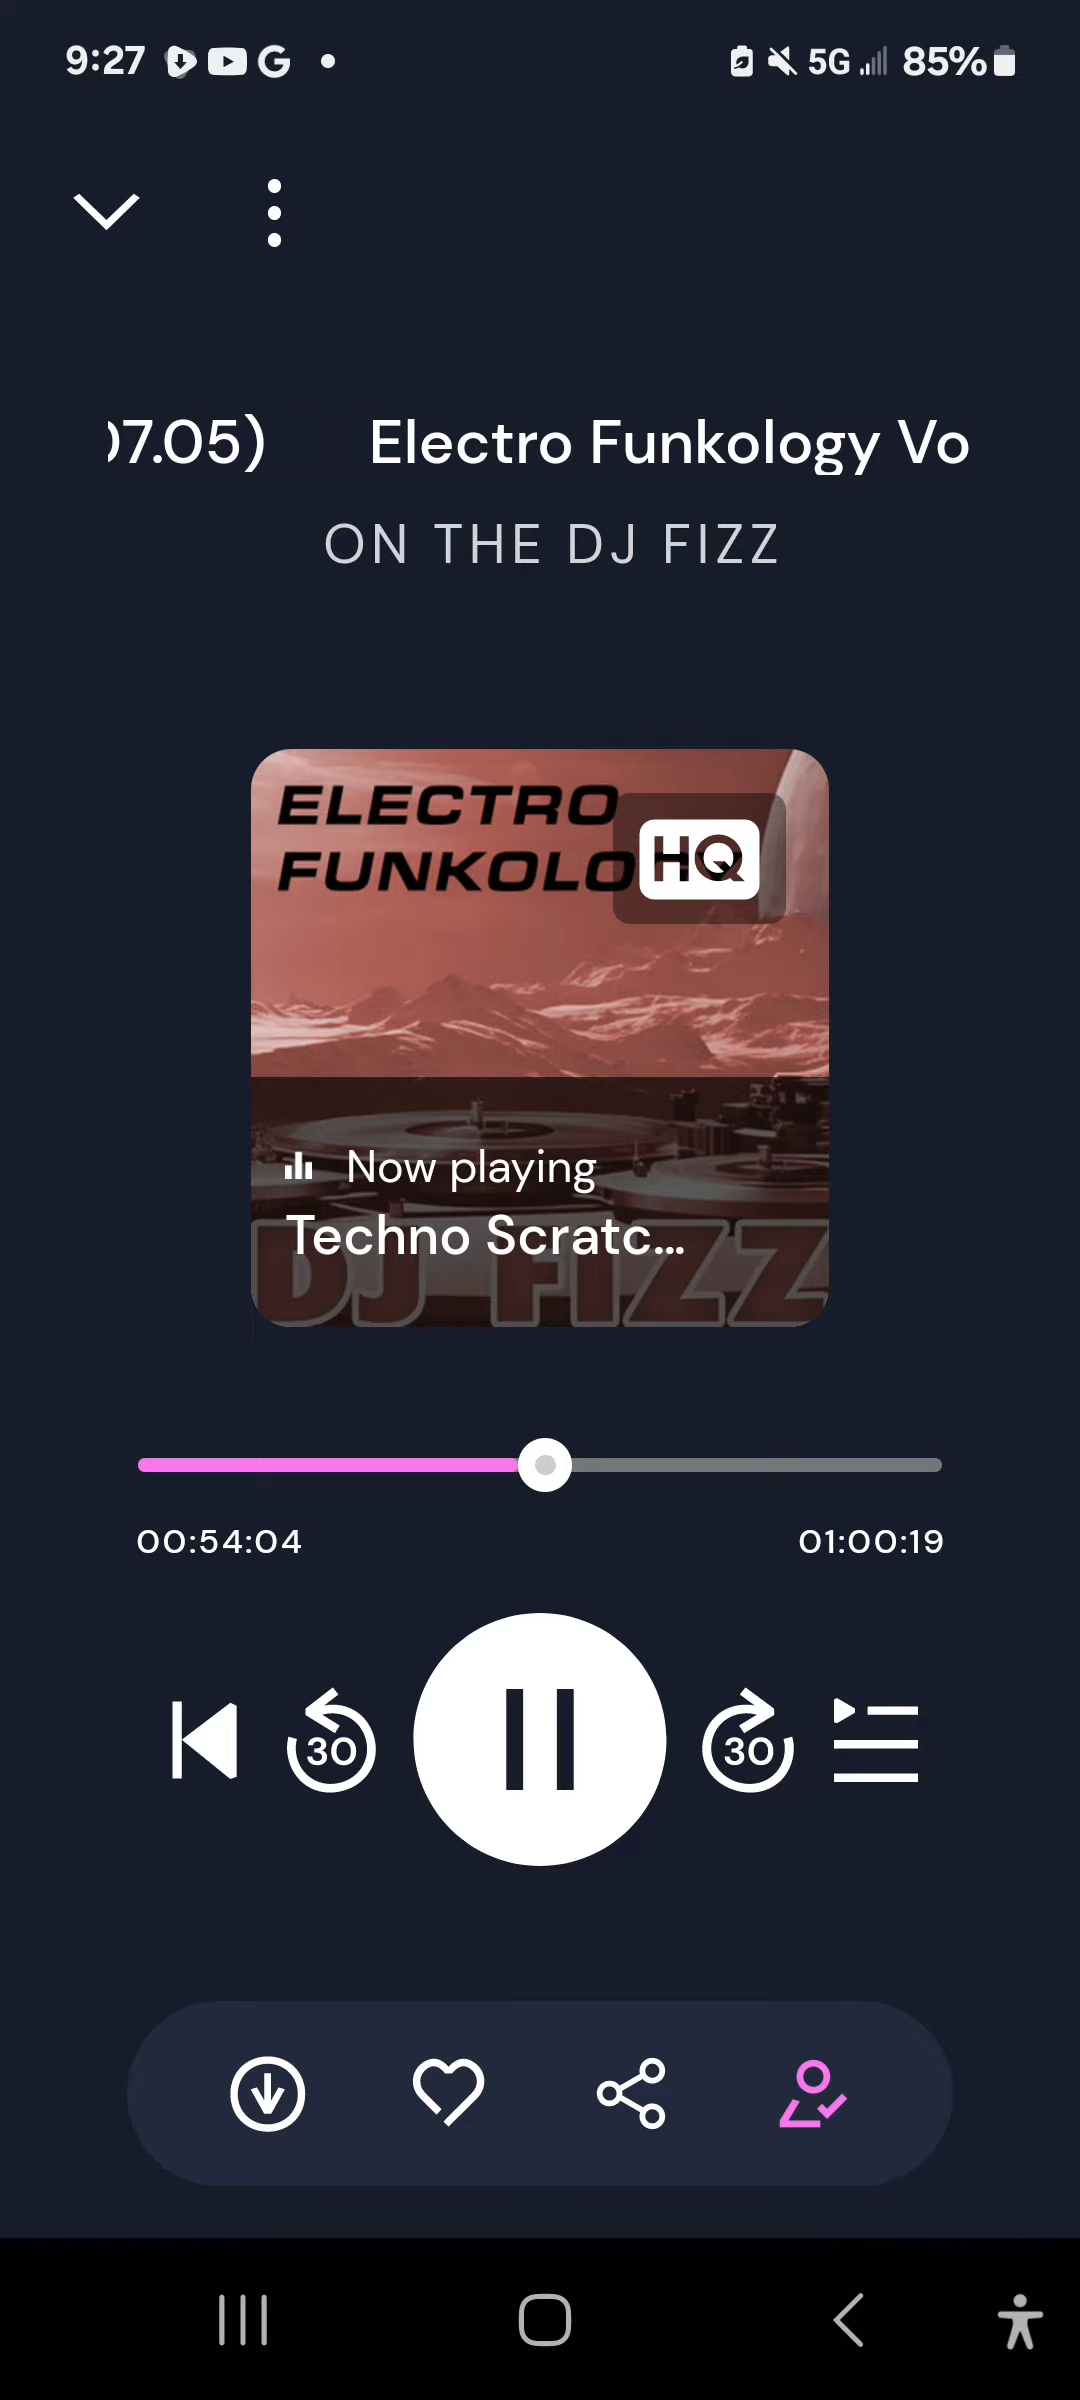 9:27
5G 85%
07.05) Electro Funkology Vo
ON THE DJ FIZZ
ELECTRO
FUNKOLO HQ
Now playing
Techno Scratc...
DJ FIZZ
00:54:04 01:00:19
30 30